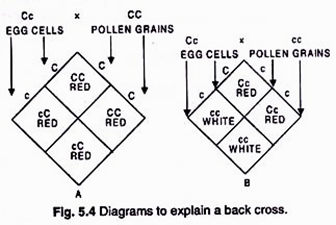 Cc x CC
EGG CELLS POLLEN GRAINS
C C
c C
CC
RED
cC
RED
CC
RED
cC
RED
A
Cc x cc
EGG CELLS POLLEN GRAINS
C c
c c
Cc
RED
cc
WHITE
Cc
RED
cc
WHITE
B
Fig. 5.4 Diagrams to explain a back cross.